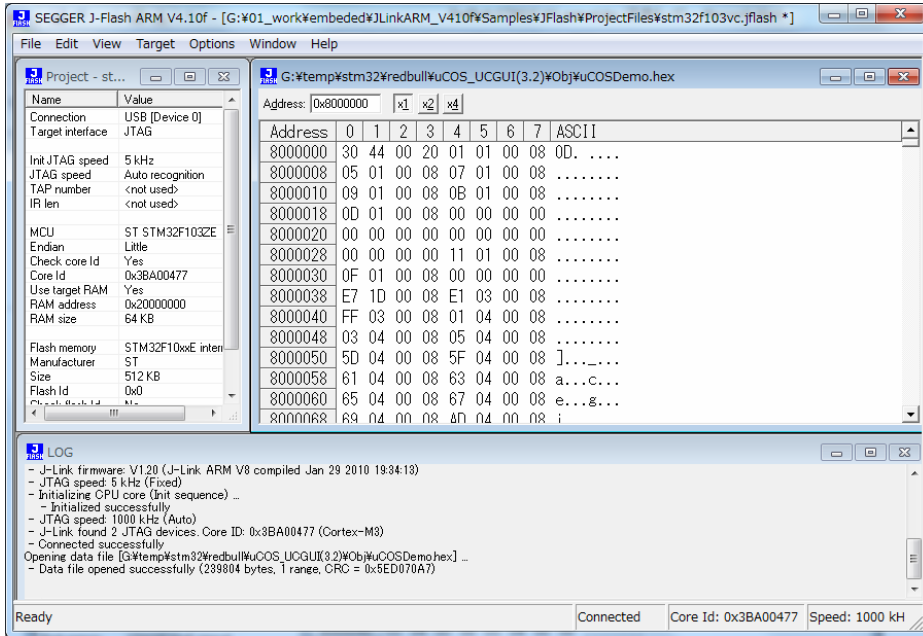 SEGGER J-Flash ARM V4.10f - [G:¥01_work¥embeded¥JLinkARM_V410f¥Samples¥JFlash¥ProjectFiles¥stm32f103vc.jflash *]
File Edit View Target Options Window Help
Project - st...
Name Value
Connection USB [Device 0]
Target interface JTAG
Init JTAG speed 5 kHz
JTAG speed Auto recognition
TAP number <not used>
IR len <not used>
MCU ST STM32F103ZE
Endian Little
Check core Id Yes
Core Id 0x3BA00477
Use target RAM Yes
RAM address 0x20000000
RAM size 64 KB
Flash memory STM32F10xxE intern
Manufacturer ST
Size 512 KB
Flash Id 0x0
G:¥temp¥stm32¥redbull¥uCOS_UCGUI(3.2)¥Obj¥uCOSDemo.hex
Address: 0x8000000 x1 x2 x4
Address 0 1 2 3 4 5 6 7 ASCII
8000000 30 44 00 20 01 01 00 08 0D. ....
8000008 05 01 00 08 07 01 00 08 ........
8000010 09 01 00 08 0B 01 00 08 ........
8000018 0D 01 00 08 00 00 00 00 ........
8000020 00 00 00 00 00 00 00 00 ........
8000028 00 00 00 00 11 01 00 08 ........
8000030 0F 01 00 08 00 00 00 00 ........
8000038 E7 1D 00 08 E1 03 00 08 ........
8000040 FF 03 00 08 01 04 00 08 ........
8000048 03 04 00 08 05 04 00 08 ........
8000050 5D 04 00 08 5F 04 00 08 ]..._...
8000058 61 04 00 08 63 04 00 08 a...c...
8000060 65 04 00 08 67 04 00 08 e...g...
8000068 69 04 00 08 AD 04 00 08 i
LOG
- J-Link firmware: V1.20 (J-Link ARM V8 compiled Jan 29 2010 19:34:13)
- JTAG speed: 5 kHz (Fixed)
- Initializing CPU core (Init sequence) ...
- Initialized successfully
- JTAG speed: 1000 kHz (Auto)
- J-Link found 2 JTAG devices. Core ID: 0x3BA00477 (Cortex-M3)
- Connected successfully
Opening data file [G:¥temp¥stm32¥redbull¥uCOS_UCGUI(3.2)¥Obj¥uCOSDemo.hex] ...
- Data file opened successfully (239804 bytes, 1 range, CRC = 0x5ED070A7)
Ready Connected Core Id: 0x3BA00477 Speed: 1000 kH